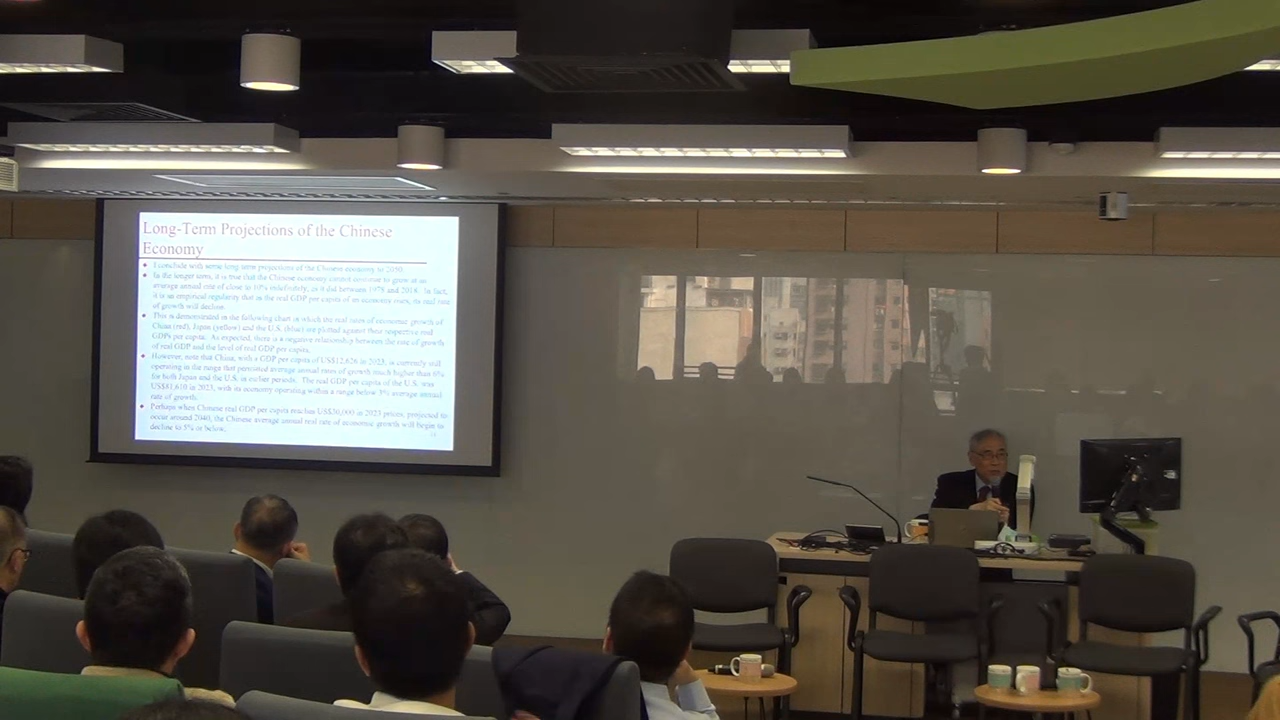 Long-Term Projections of the Chinese
Economy
I conclude with some long-term projections of the Chinese economy to 2050.
In the longer term, it is true that the Chinese economy cannot continue to grow at an
average annual rate of close to 10% indefinitely, as it did between 1978 and 2018. In fact,
it is an empirical regularity that as the real GDP per capita of an economy rises, its real rate
of growth will decline.
This is demonstrated in the following chart in which the real rates of economic growth of
China (red), Japan (yellow) and the U.S. (blue) are plotted against their respective real
GDPs per capita. As expected, there is a negative relationship between the rate of growth
of real GDP and the level of real GDP per capita.
However, note that China, with a GDP per capita of US$12,626 in 2023, is currently still
operating in the range that permitted average annual rates of growth much higher than 6%
for both Japan and the U.S. in earlier periods. The real GDP per capita of the U.S. was
US$81,610 in 2023, with its economy operating within a range below 3% average annual
rate of growth.
Perhaps when Chinese real GDP per capita reaches in 2023 prices, projected to
occur around 2040, the Chinese average annual real rate of economic growth will begin to
decline to 5% or below.